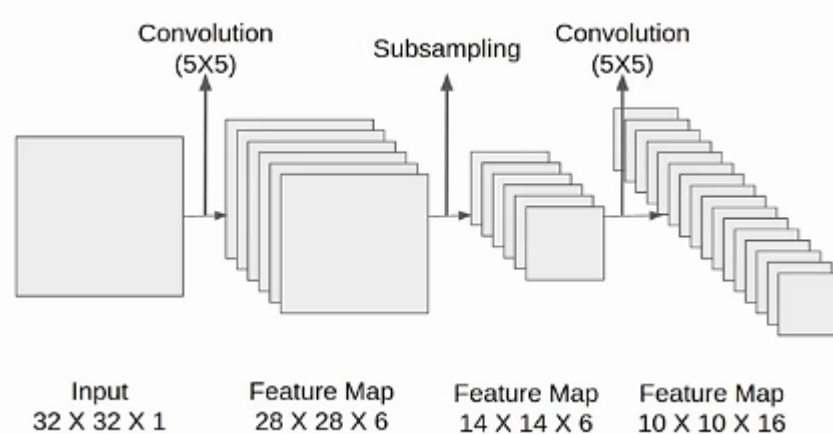 Convolution
(5X5)
Subsampling
Convolution
(5X5)
Input
32 X 32 X 1
Feature Map
28 X 28 X 6
Feature Map
14 X 14 X 6
Feature Map
10 X 10 X 16